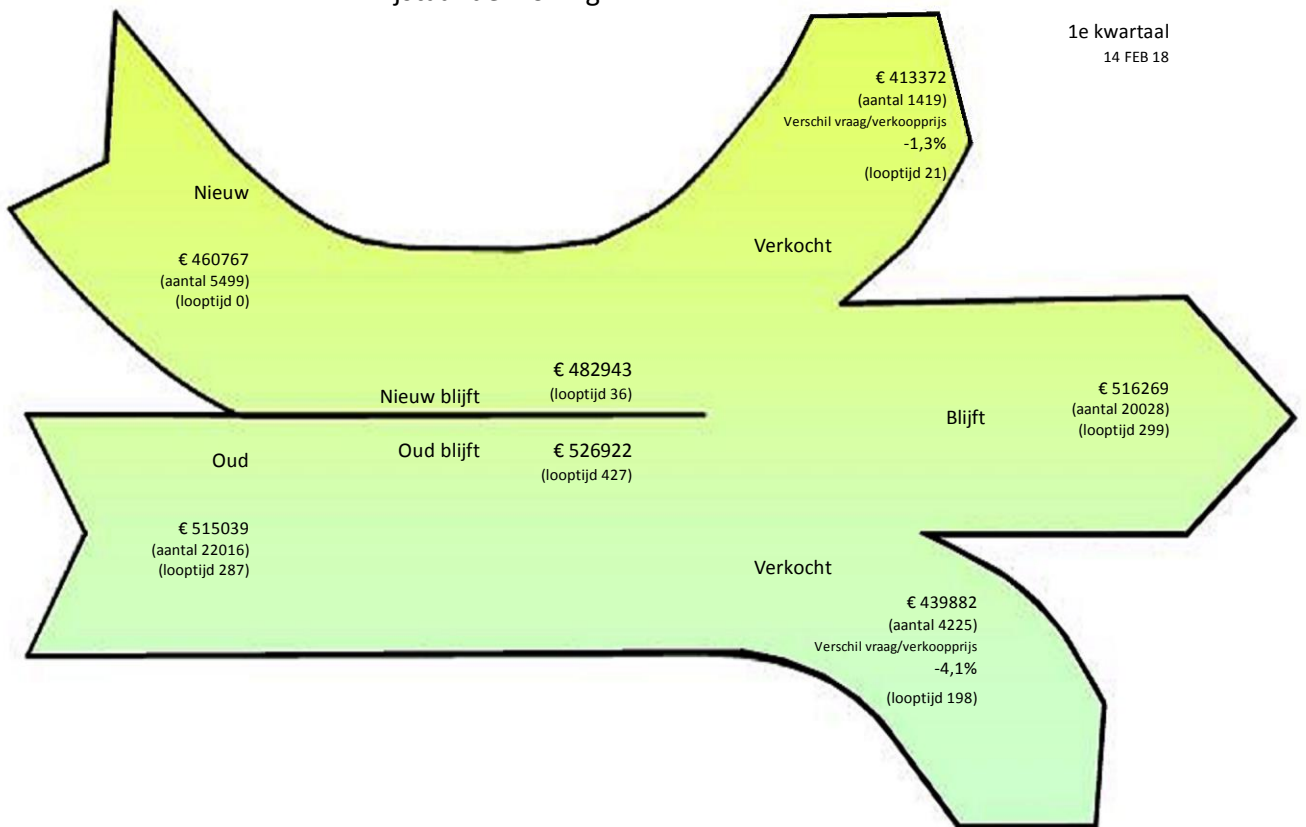 1e kwartaal
14 FEB 18
€ 413372
(aantal 1419)
Verschil vraag/verkoopprijs
-1,3%
(looptijd 21)
Nieuw
Verkocht
€ 460767
(aantal 5499)
(looptijd 0)
€ 482943
Nieuw blijft
(looptijd 36)
€ 516269
(aantal 20028)
(looptijd 299)
Blijft
Oud blijft
€ 526922
(looptijd 427)
Oud
€ 515039
(aantal 22016)
(looptijd 287)
Verkocht
€ 439882
(aantal 4225)
Verschil vraag/verkoopprijs
-4,1%
(looptijd 198)